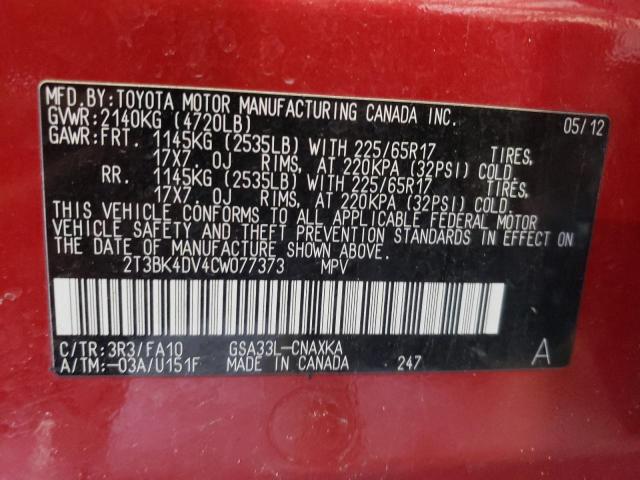 MFD. BY: TOYOTA MOTOR MANUFACTURING CANADA INC.
GVWR: 2140KG (4720LB) 05/12
GAWR: FRT. 1145KG (2535LB) WITH 225/65R17 TIRES,
17X7. 0J RIMS, AT 220KPA (32PSI) COLD.
RR. 1145KG (2535LB) WITH 225/65R17 TIRES,
17X7. 0J RIMS, AT 220KPA (32PSI) COLD.
THIS VEHICLE CONFORMS TO ALL APPLICABLE FEDERAL MOTOR
VEHICLE SAFETY AND BUMPER STANDARDS IN EFFECT ON
THE DATE OF MANUFACTURE SHOWN ABOVE.
2T3BK4DV4CW077373 MPV
C/TR: 3R3/FA10 GSA33L-CNAXKA A
A/TM: -03A/U151F MADE IN CANADA 247